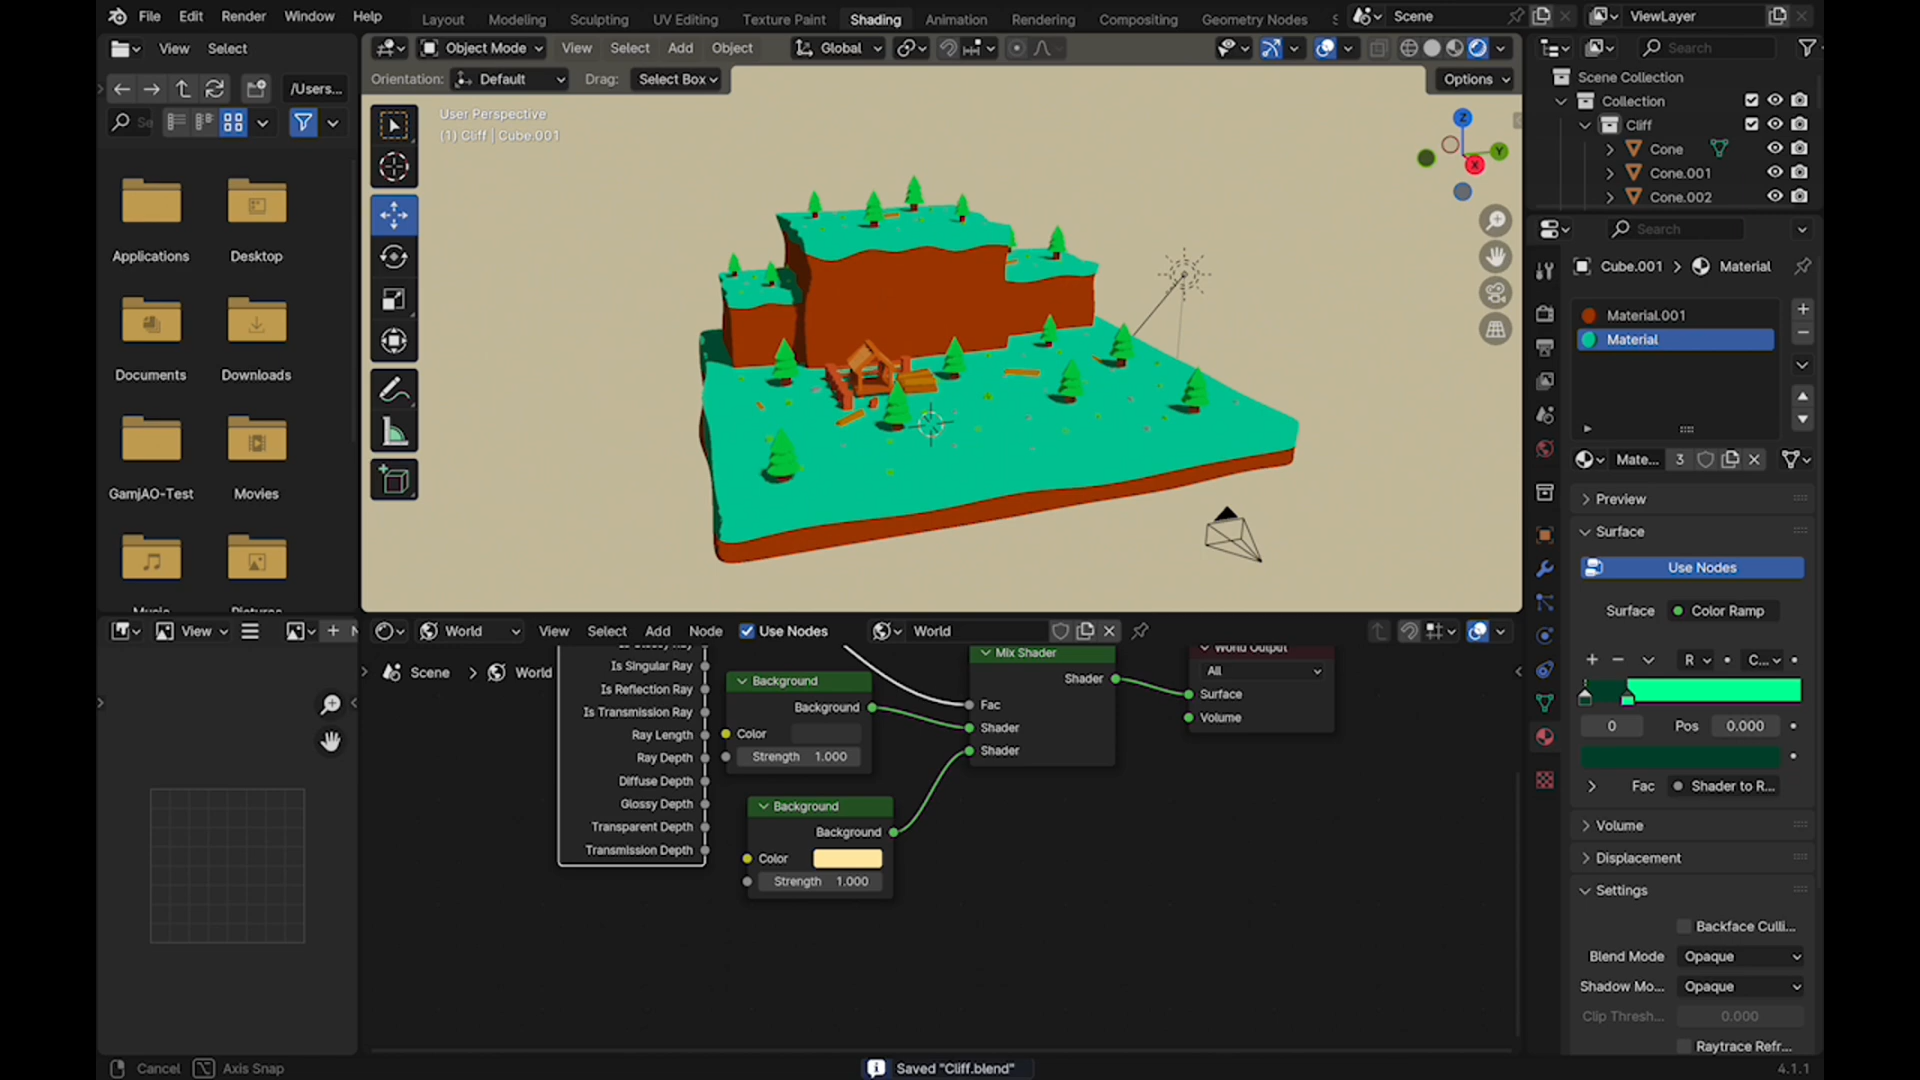 File Edit Render Window Help
Layout Modeling Sculpting UV Editing Texture Paint Shading Animation Rendering Compositing Geometry Nodes
Scene
ViewLayer
View Select
Object Mode View Select Add Object Global
Search
Orientation: Default Drag: Select Box Options
/Users...
User Perspective
(1) Cliff | Cube.001
Z
Y
X
Scene Collection
Collection
Cliff
Cone
Cone.001
Cone.002
Applications Desktop
Documents Downloads
GamjAO-Test Movies
Search
Cube.001 > Material
Material.001
Material
Mate... 3
Preview
Surface
Use Nodes
Surface Color Ramp
R C...
0 Pos 0.000
Fac Shader to R...
Volume
Displacement
Settings
Backface Culli...
Blend Mode Opaque
Shadow Mo... Opaque
Clip Thresh... 0.000
Raytrace Refr...
View
World View Select Add Node Use Nodes World
Scene > World
Is Singular Ray
Is Reflection Ray
Is Transmission Ray
Ray Length
Ray Depth
Diffuse Depth
Glossy Depth
Transparent Depth
Transmission Depth
Background
Background
Color
Strength 1.000
Background
Background
Color
Strength 1.000
Mix Shader
Shader
Fac
Shader
Shader
World Output
All
Surface
Volume
Cancel Axis Snap
Saved "Cliff.blend"
4.1.1